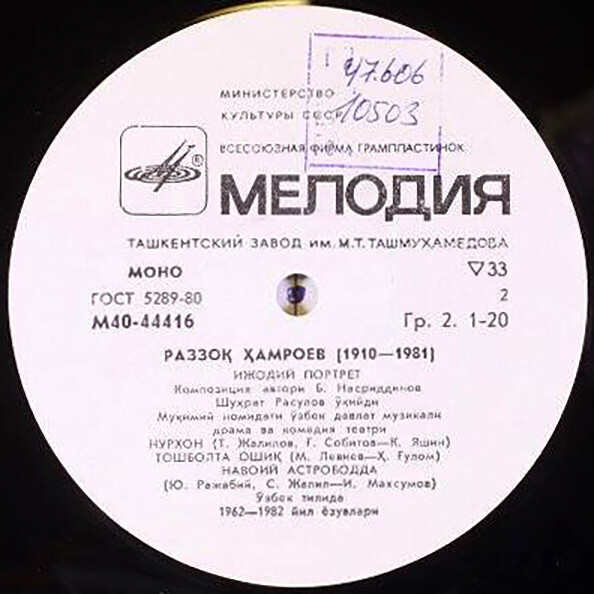 47.606
10503
МИНИСТЕРСТВО
КУЛЬТУРЫ СССР
ВСЕСОЮЗНАЯ ФИРМА ГРАМПЛАСТИНОК
®
МЕЛОДИЯ
ТАШКЕНТСКИЙ ЗАВОД ИМ. М.Т. ТАШМУХАМЕДОВА
МОНО ▽33
ГОСТ 5289-80 2
М40-44416 Гр. 2. 1-20
РАЗЗОҚ ҲАМРОЕВ (1910—1981)
ИЖОДИЙ ПОРТРЕТ
Композиция автори Б. Насриддинов
Шуҳрат Расулов ўқийди
Муқимий номидаги ўзбек давлат музикали
драма ва комедия театри
НУРХОН (Т. Жалилов, Ғ. Собитов—К. Яшин)
ТОШБОЛТА ОШИҚ (М. Левиев—Ҳ. Ғулом)
НАВОИЙ АСТРОБОДДА
(Ю. Ражабий, С. Жалил—И. Махсумов)
Ўзбек тилида
1962—1982 йил ёзувлари